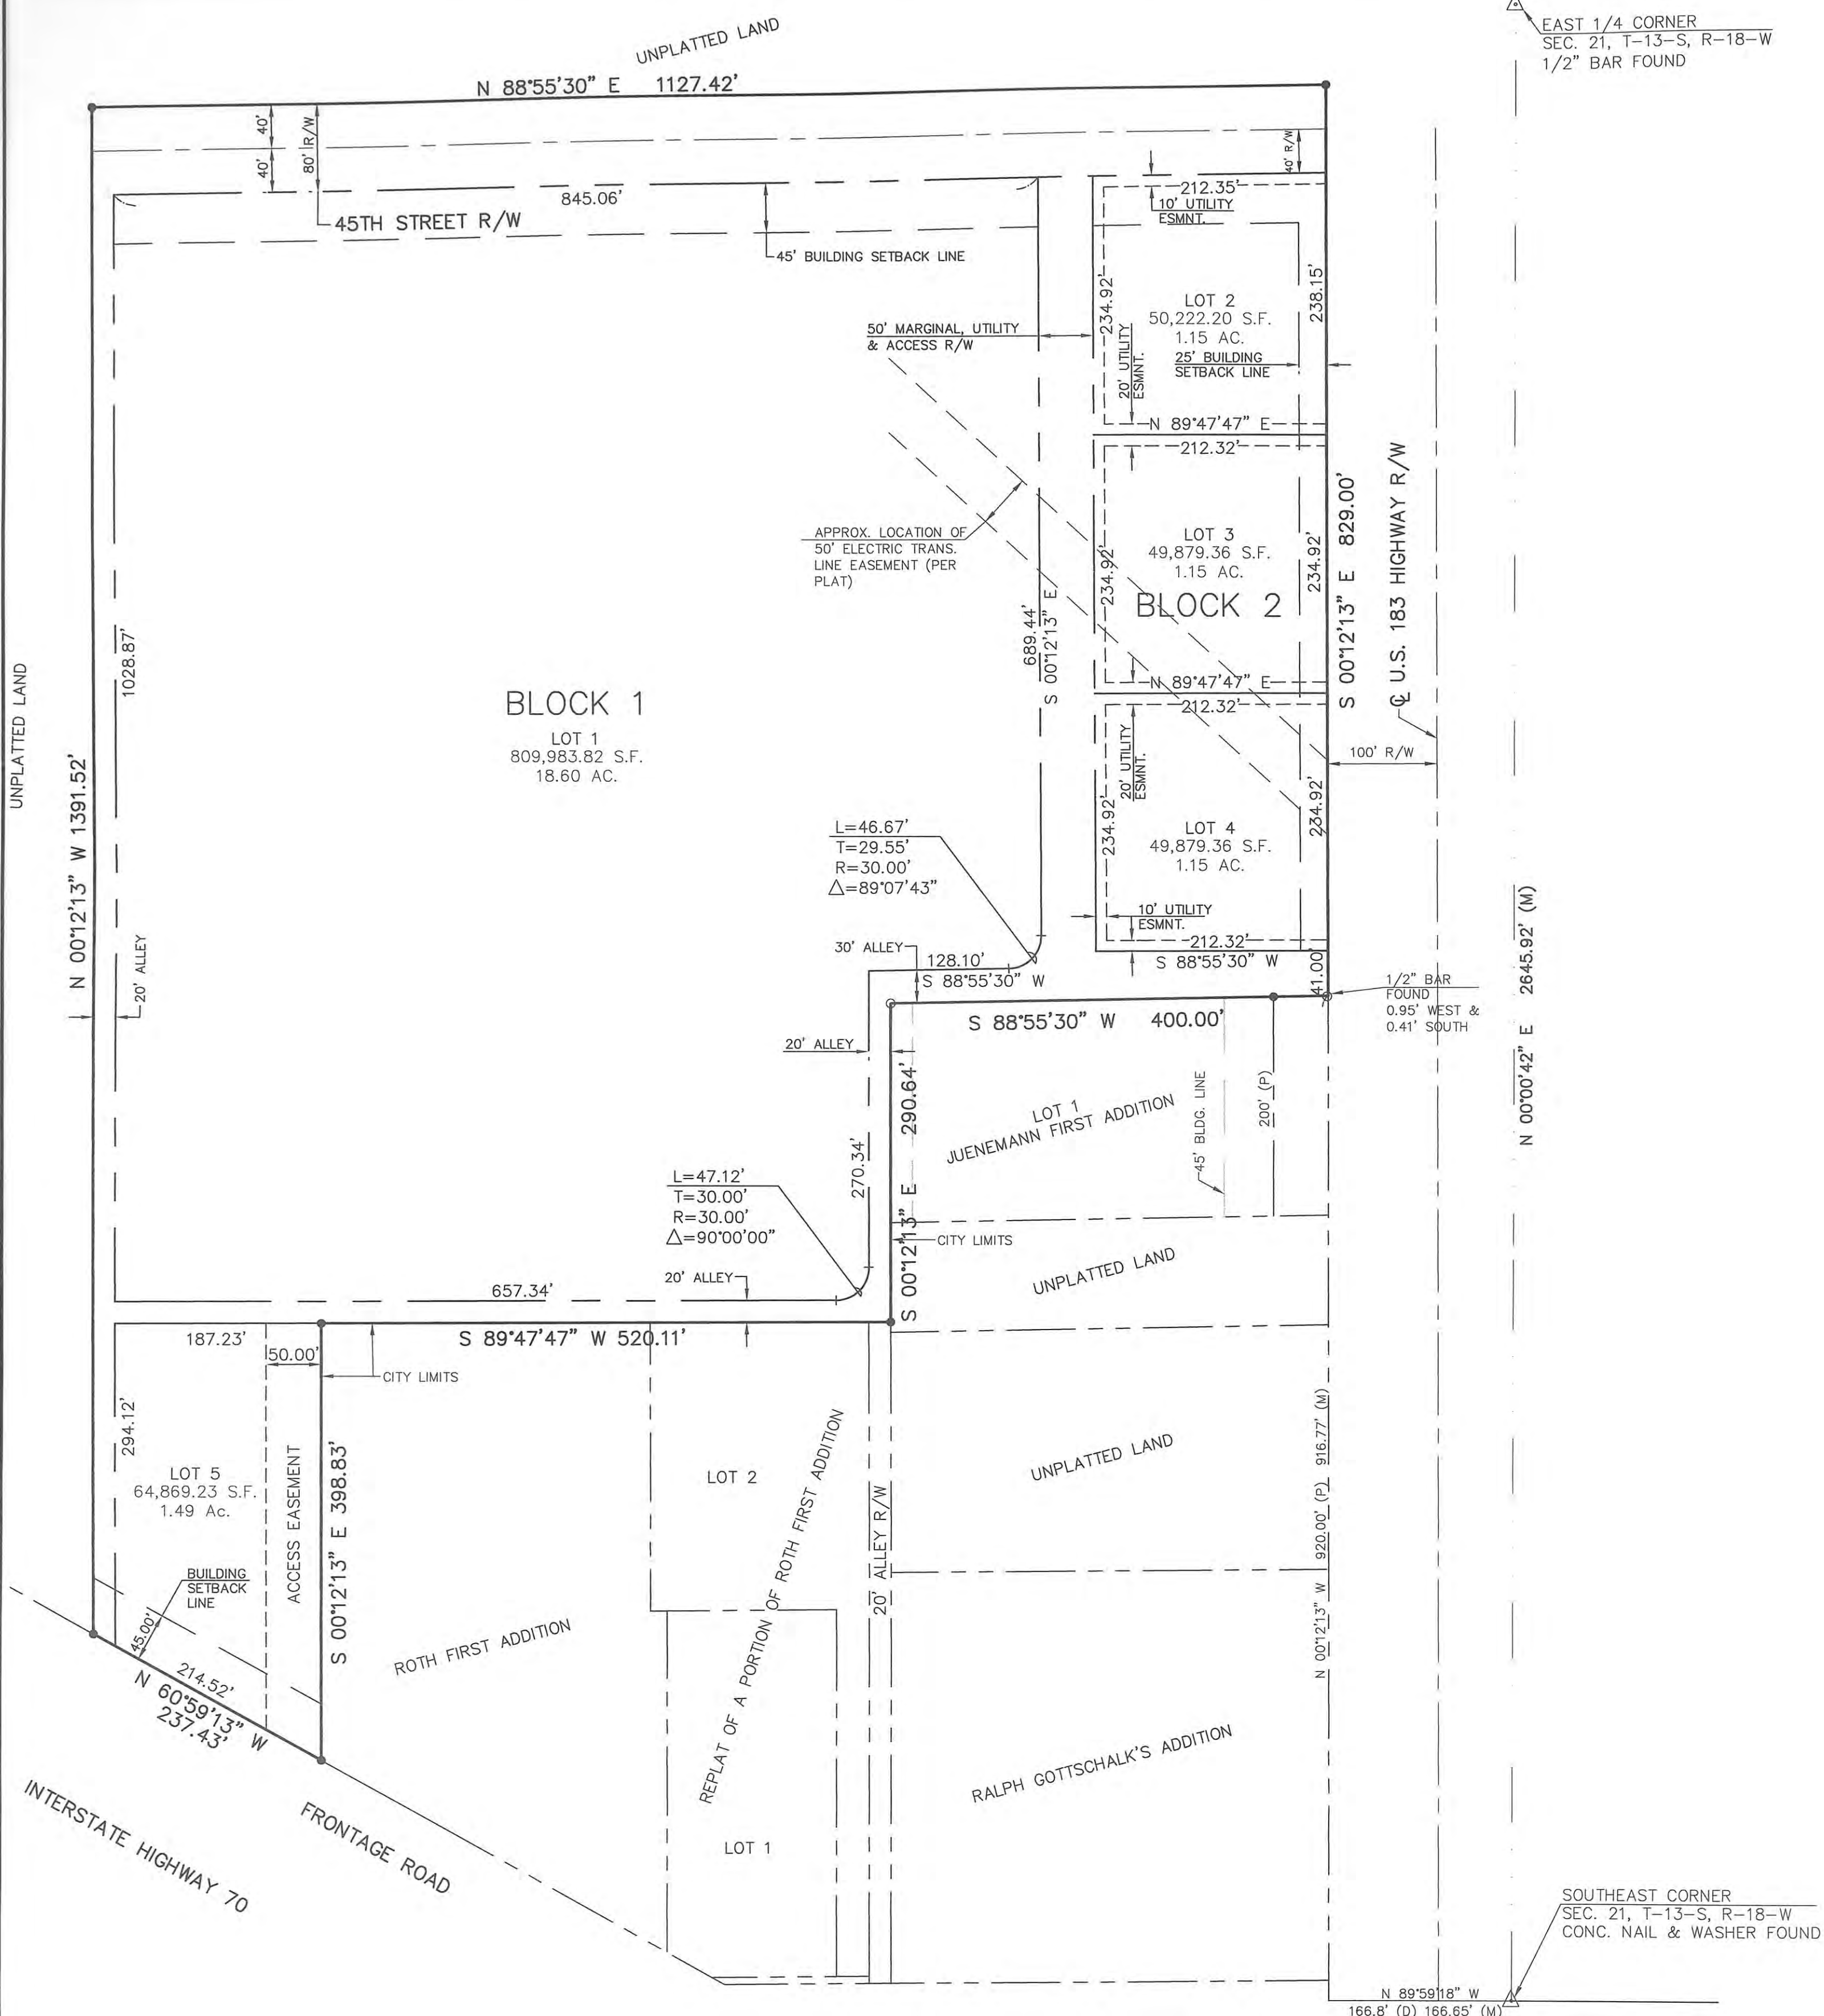 UNPLATTED LAND
EAST 1/4 CORNER
SEC. 21, T-13-S, R-18-W
1/2" BAR FOUND
N 88°55'30" E 1127.42'
40'
40'
80' R/W
40' R/W
845.06'
45TH STREET R/W
45' BUILDING SETBACK LINE
212.35'
10' UTILITY
ESMNT.
50' MARGINAL, UTILITY
& ACCESS R/W
234.92'
LOT 2
50,222.20 S.F.
1.15 AC.
238.15'
20' UTILITY
ESMNT.
25' BUILDING
SETBACK LINE
N 89°47'47" E
212.32'
APPROX. LOCATION OF
50' ELECTRIC TRANS.
LINE EASEMENT (PER
PLAT)
LOT 3
49,879.36 S.F.
1.15 AC.
234.92'
234.92'
BLOCK 2
S 00°12'13" E 829.00'
℄ U.S. 183 HIGHWAY R/W
689.44'
S 00°12'13" E
UNPLATTED LAND
1028.87'
N 00°12'13" W 1391.52'
BLOCK 1
LOT 1
809,983.82 S.F.
18.60 AC.
N 89°47'47" E
212.32'
20' UTILITY
ESMNT.
100' R/W
234.92'
234.92'
LOT 4
49,879.36 S.F.
1.15 AC.
L=46.67'
T=29.55'
R=30.00'
△=89°07'43"
10' UTILITY
ESMNT.
212.32'
S 88°55'30" W
20' ALLEY
30' ALLEY
128.10'
S 88°55'30" W
41.00'
1/2" BAR
FOUND
0.95' WEST &
0.41' SOUTH
N 00°00'42" E 2645.92' (M)
S 88°55'30" W 400.00'
20' ALLEY
290.64'
S 00°12'13" E
LOT 1
JUENEMANN FIRST ADDITION
45' BLDG. LINE
200' (P)
270.34'
L=47.12'
T=30.00'
R=30.00'
△=90°00'00"
CITY LIMITS
UNPLATTED LAND
20' ALLEY
657.34'
187.23'
50.00'
S 89°47'47" W 520.11'
CITY LIMITS
294.12'
LOT 5
64,869.23 S.F.
1.49 Ac.
ACCESS EASEMENT
S 00°12'13" E 398.83'
BUILDING
SETBACK
LINE
45.00'
214.52'
N 60°59'13" W
237.43'
ROTH FIRST ADDITION
LOT 2
REPLAT OF A PORTION OF ROTH FIRST ADDITION
LOT 1
20' ALLEY R/W
UNPLATTED LAND
RALPH GOTTSCHALK'S ADDITION
N 00°12'13" W 920.00' (P) 916.77' (M)
INTERSTATE HIGHWAY 70
FRONTAGE ROAD
SOUTHEAST CORNER
SEC. 21, T-13-S, R-18-W
CONC. NAIL & WASHER FOUND
N 89°59'18" W
166.8' (D) 166.65' (M)